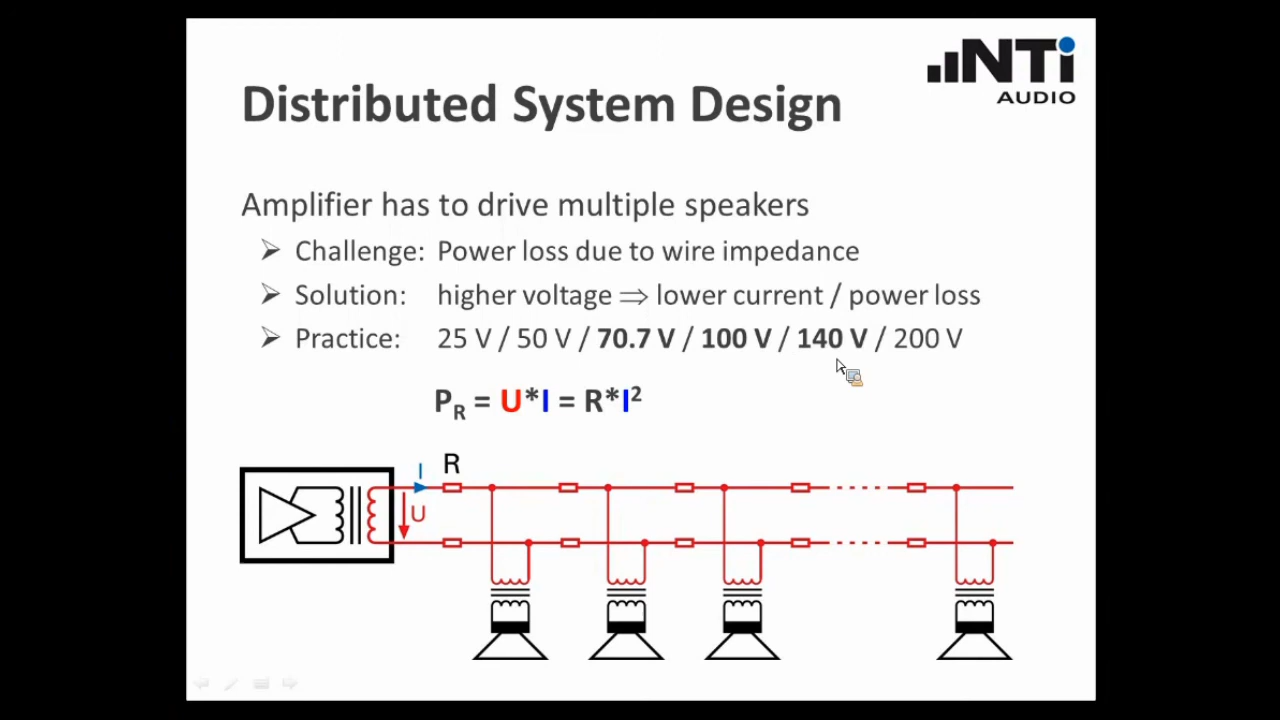 NTi
AUDIO
Distributed System Design
Amplifier has to drive multiple speakers
➢ Challenge: Power loss due to wire impedance
➢ Solution: higher voltage ⇒ lower current / power loss
➢ Practice: 25 V / 50 V / 70.7 V / 100 V / 140 V / 200 V
P_R = U*I = R*I²
I
R
U